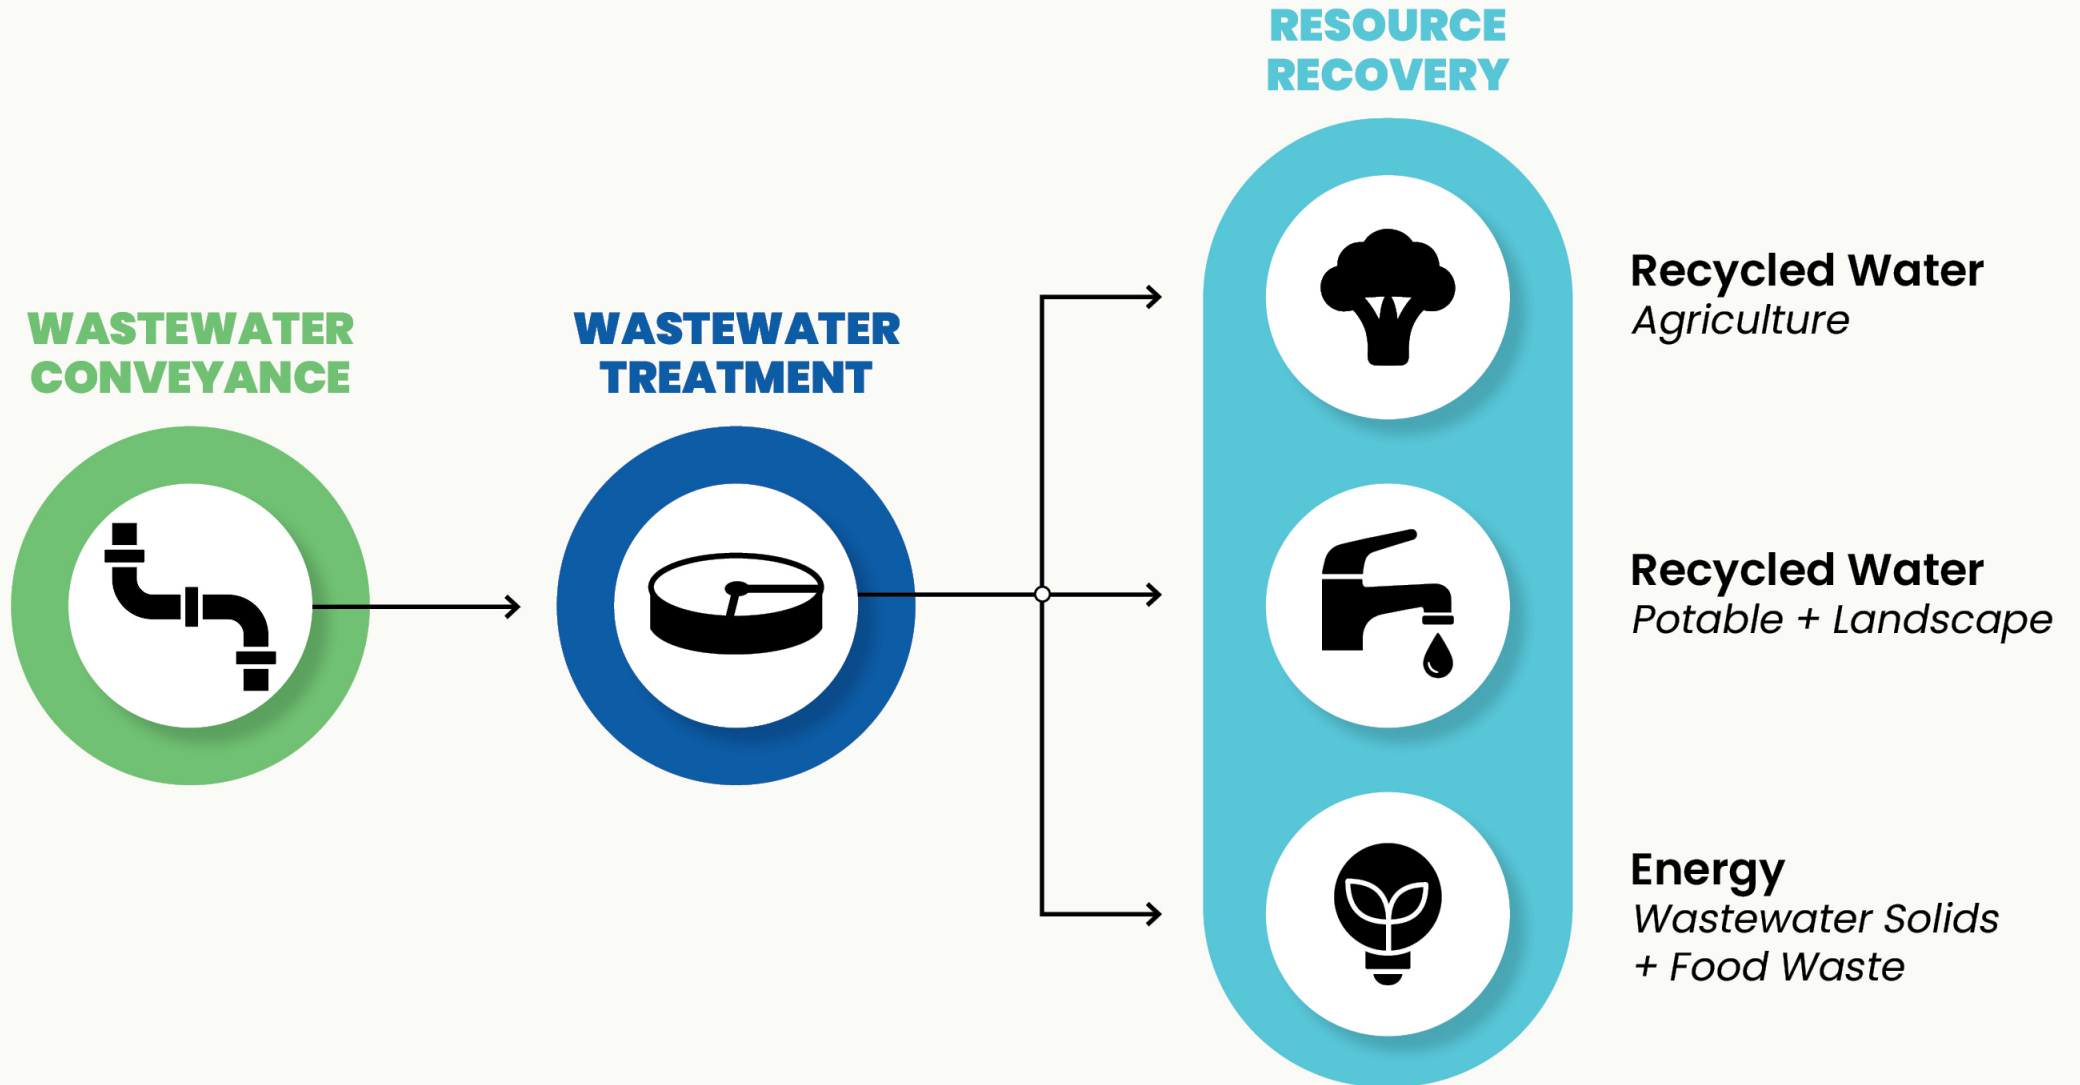 WASTEWATER
CONVEYANCE
WASTEWATER
TREATMENT
RESOURCE
RECOVERY
Recycled Water
Agriculture
Recycled Water
Potable + Landscape
Energy
Wastewater Solids
+ Food Waste